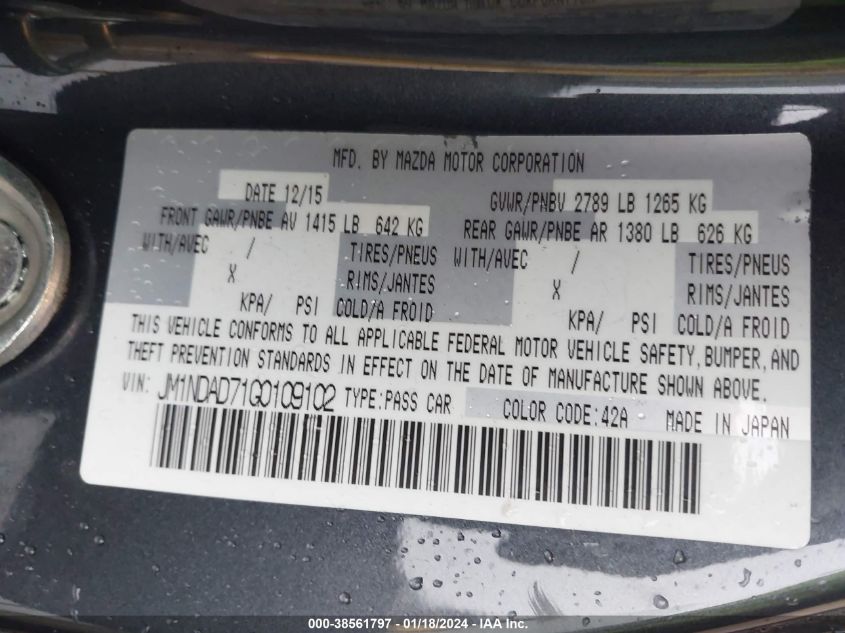 MFD. BY MAZDA MOTOR CORPORATION
DATE 12/15 GVWR/PNBV 2789 LB 1265 KG
FRONT GAWR/PNBE AV 1415 LB 642 KG REAR GAWR/PNBE AR 1380 LB 626 KG
WITH/AVEC / TIRES/PNEUS WITH/AVEC / TIRES/PNEUS
X RIMS/JANTES X RIMS/JANTES
KPA/ PSI COLD/A FROID KPA/ PSI COLD/A FROID
THIS VEHICLE CONFORMS TO ALL APPLICABLE FEDERAL MOTOR VEHICLE SAFETY, BUMPER, AND
THEFT PREVENTION STANDARDS IN EFFECT ON THE DATE OF MANUFACTURE SHOWN ABOVE.
VIN: JM1NDAD71G0109102 TYPE:PASS CAR COLOR CODE:42A MADE IN JAPAN
000-38561797 - 01/18/2024 - IAAI, Inc.